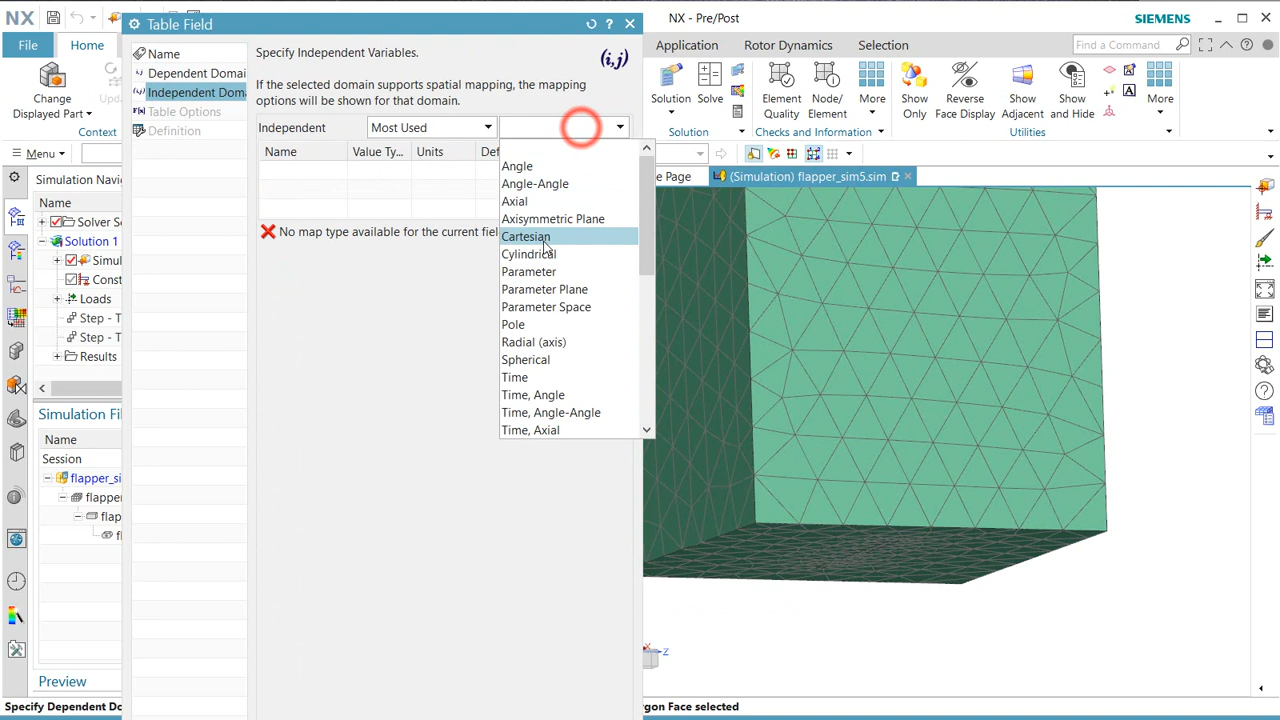 NX
Table Field
NX - Pre/Post
SIEMENS
File
Home
Application
Rotor Dynamics
Selection
Find a Command
Change
Displayed Part
Up
Context
Solution
Solve
Element
Quality
Node/
Element
More
Show
Only
Reverse
Face Display
Show
Adjacent
Show
and Hide
More
Solution
Checks and Information
Utilities
Menu
Page
(Simulation) flapper_sim5.sim
Simulation Navi
Name
Solver Se
Solution 1
Simul
Const
Loads
Step - T
Step - T
Results
Simulation Fil
Name
Session
flapper_si
flappe
flap
f
Preview
Name
Dependent Domai
Independent Doma
Table Options
Definition
Specify Independent Variables.
(i,j)
If the selected domain supports spatial mapping, the mapping
options will be shown for that domain.
Independent
Most Used
Name
Value Ty...
Units
Def
No map type available for the current fiel
Angle
Angle-Angle
Axial
Axisymmetric Plane
Cartesian
Cylindrical
Parameter
Parameter Plane
Parameter Space
Pole
Radial (axis)
Spherical
Time
Time, Angle
Time, Angle-Angle
Time, Axial
Z
Specify Dependent Do
gon Face selected